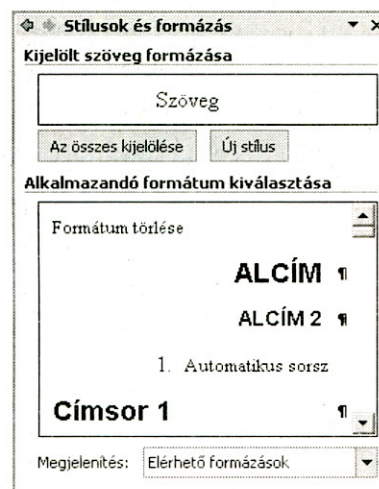 Stílusok és formázás
Kijelölt szöveg formázása
Szöveg
Az összes kijelölése Új stílus
Alkalmazandó formátum kiválasztása
Formátum törlése
ALCÍM ¶
ALCÍM 2 ¶
1. Automatikus sorsz
Címsor 1 ¶
Megjelenítés: Elérhető formázások